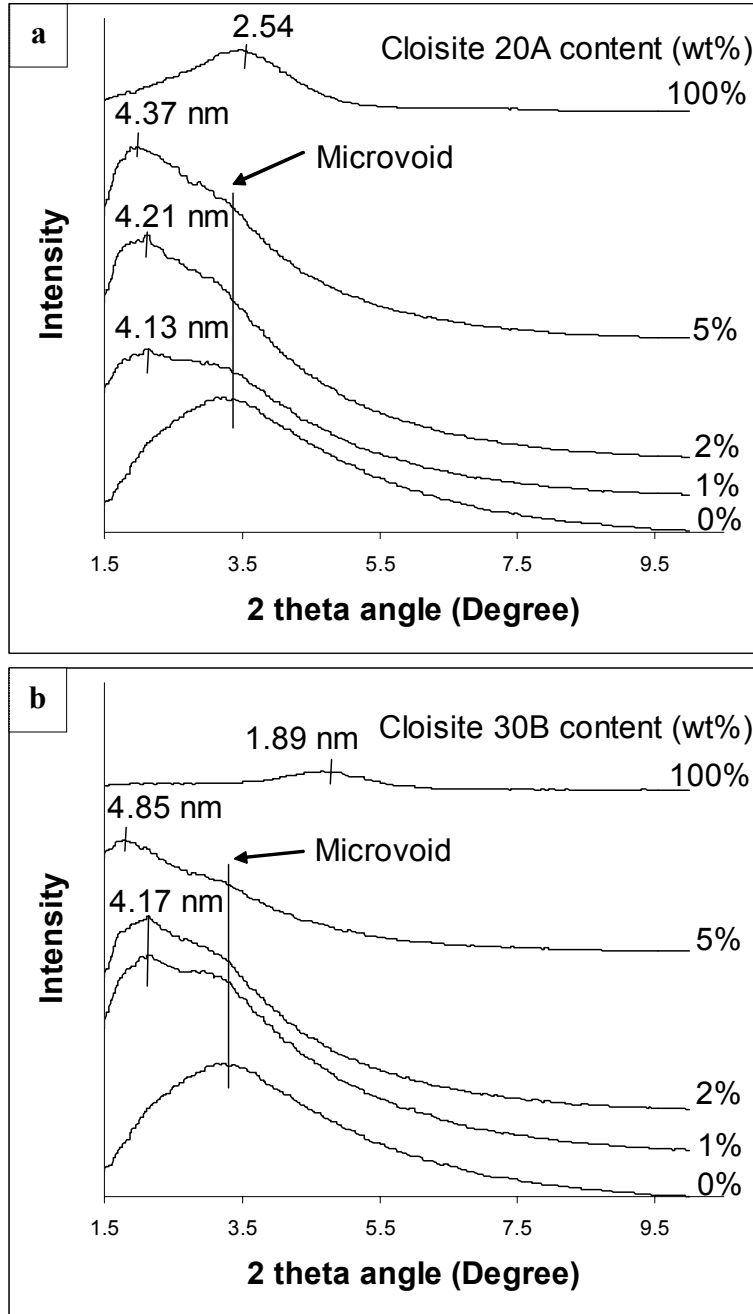 a
2.54
Cloisite 20A content (wt%)
100%
4.37 nm
Microvoid
4.21 nm
4.13 nm
5%
2%
1%
0%
Intensity
1.5 3.5 5.5 7.5 9.5
2 theta angle (Degree)
b
Cloisite 30B content (wt%)
1.89 nm
100%
4.85 nm
Microvoid
4.17 nm
5%
2%
1%
0%
Intensity
1.5 3.5 5.5 7.5 9.5
2 theta angle (Degree)